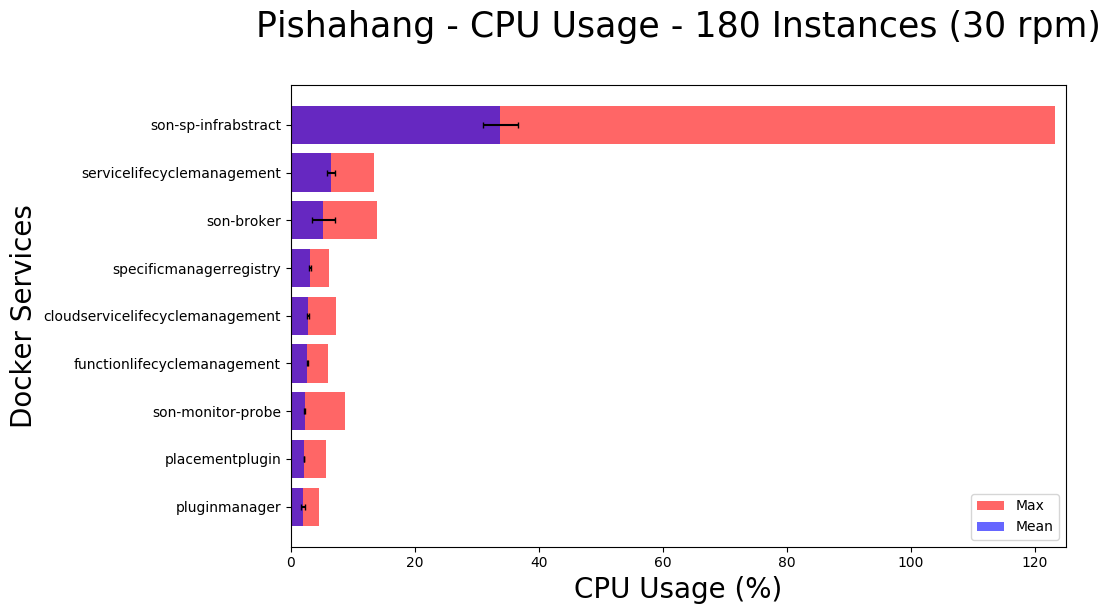 Pishahang - CPU Usage - 180 Instances (30 rpm)
Docker Services
son-sp-infrabstract
servicelifecyclemanagement
son-broker
specificmanagerregistry
cloudservicelifecyclemanagement
functionlifecyclemanagement
son-monitor-probe
placementplugin
pluginmanager
Max
Mean
0 20 40 60 80 100 120
CPU Usage (%)